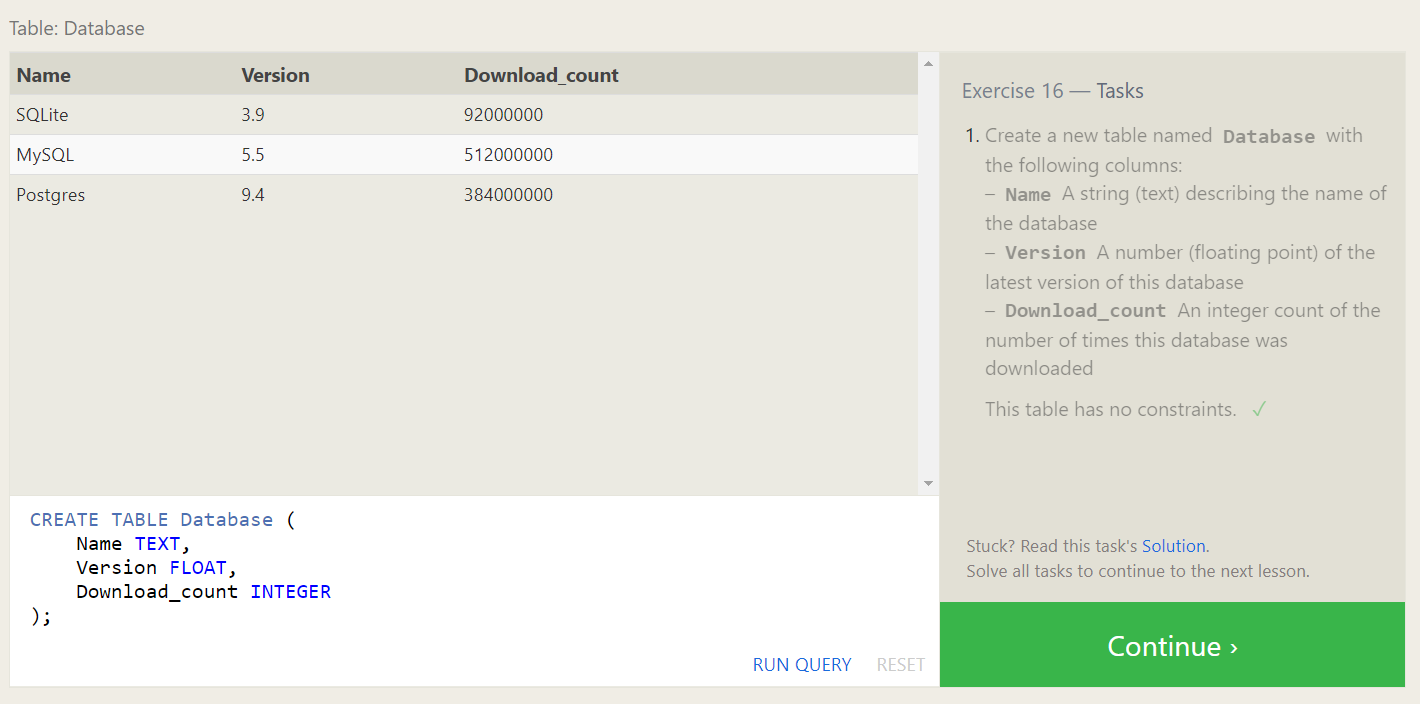 Table: Database
Name Version Download_count
SQLite 3.9 92000000
MySQL 5.5 512000000
Postgres 9.4 384000000
CREATE TABLE Database (
    Name TEXT,
    Version FLOAT,
    Download_count INTEGER
);
RUN QUERY RESET
Exercise 16 — Tasks
1. Create a new table named Database with
the following columns:
– Name A string (text) describing the name of
the database
– Version A number (floating point) of the
latest version of this database
– Download_count An integer count of the
number of times this database was
downloaded
This table has no constraints. ✓
Stuck? Read this task's Solution.
Solve all tasks to continue to the next lesson.
Continue ›